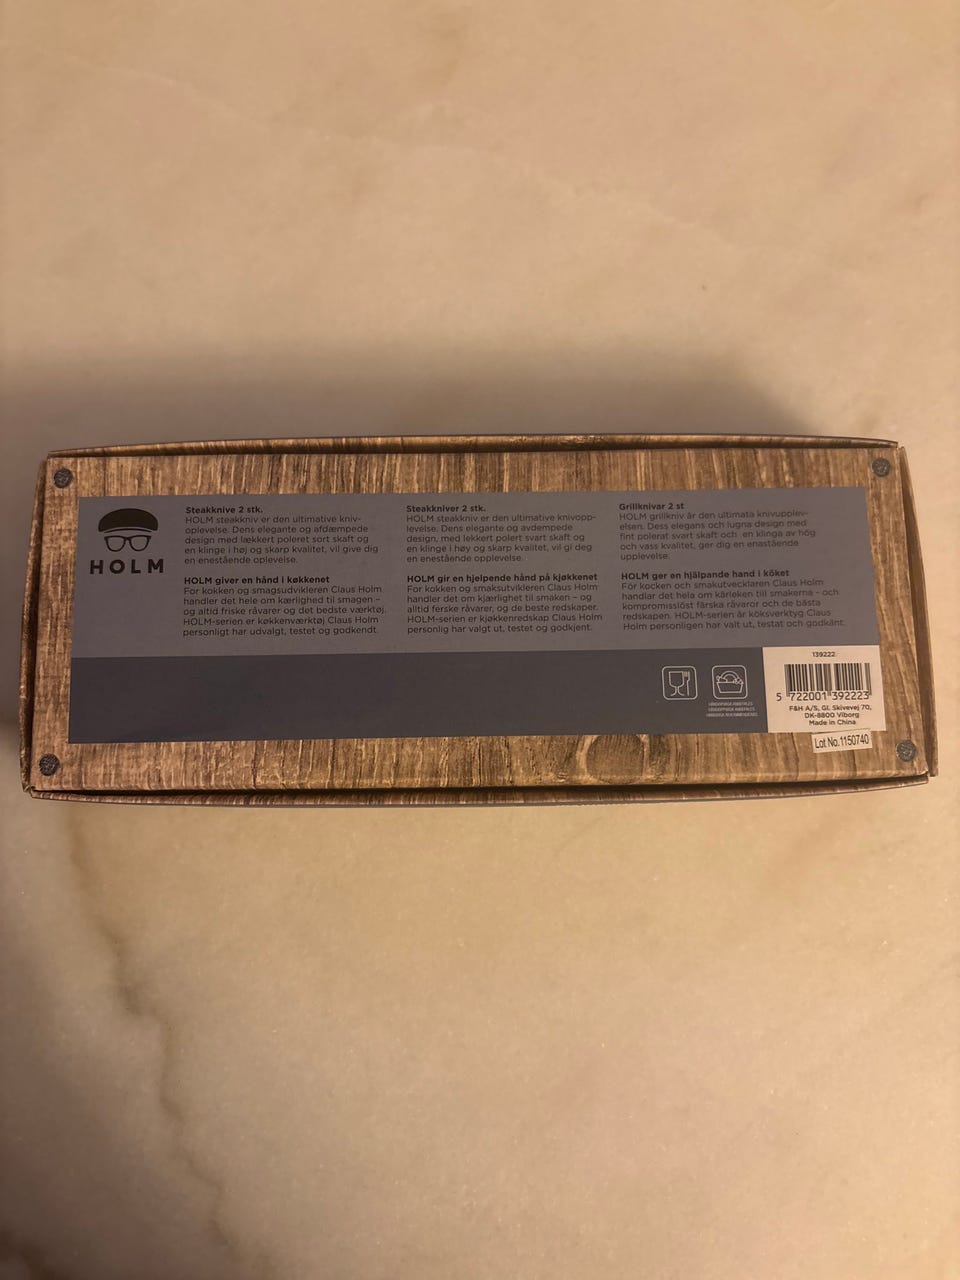 HOLM
Steakknive 2 stk.
HOLM steakkniv er den ultimative kniv-
oplevelse. Dens elegante og afdæmpede
design med lækkert poleret sort skaft og
en klinge i høj og skarp kvalitet, vil give dig
en enestående oplevelse.
HOLM giver en hånd i køkkenet
For kokken og smagsudvikleren Claus Holm
handler det hele om kærlighed til smagen –
og altid friske råvarer og det bedste værktøj.
HOLM-serien er køkkenværktøj Claus Holm
personligt har udvalgt, testet og godkendt.
Steakkniver 2 stk.
HOLM steakkniv er den ultimative knivopp-
levelse. Dens elegante og avdempede
design, med lekkert polert svart skaft og
en klinge i høy og skarp kvalitet, vil gi deg
en enestående opplevelse.
HOLM gir en hjelpende hånd på kjøkkenet
For kokken og smaksutvikleren Claus Holm
handler det om kjærlighet til smaken – og
alltid ferske råvarer, og de beste redskaper.
HOLM-serien er kjøkkenredskap Claus Holm
personlig har valgt ut, testet og godkjent.
Grillknivar 2 st
HOLM grillkniv är den ultimata knivupplev-
elsen. Dess elegans och lugna design med
fint polerat svart skaft och en klinga av hög
och vass kvalitet, ger dig en enastående
upplevelse.
HOLM ger en hjälpande hand i köket
För kocken och smakutvecklaren Claus Holm
handlar det hela om kärleken till smakerna – och
kompromisslöst färska råvaror och de bästa
redskapen. HOLM-serien är köksverktyg Claus
Holm personligen har valt ut, testat och godkänt.
139222
5 722001 392223
F&H A/S, Gl. Skivevej 70,
DK-8800 Viborg
Made in China
Lot No. 1150740